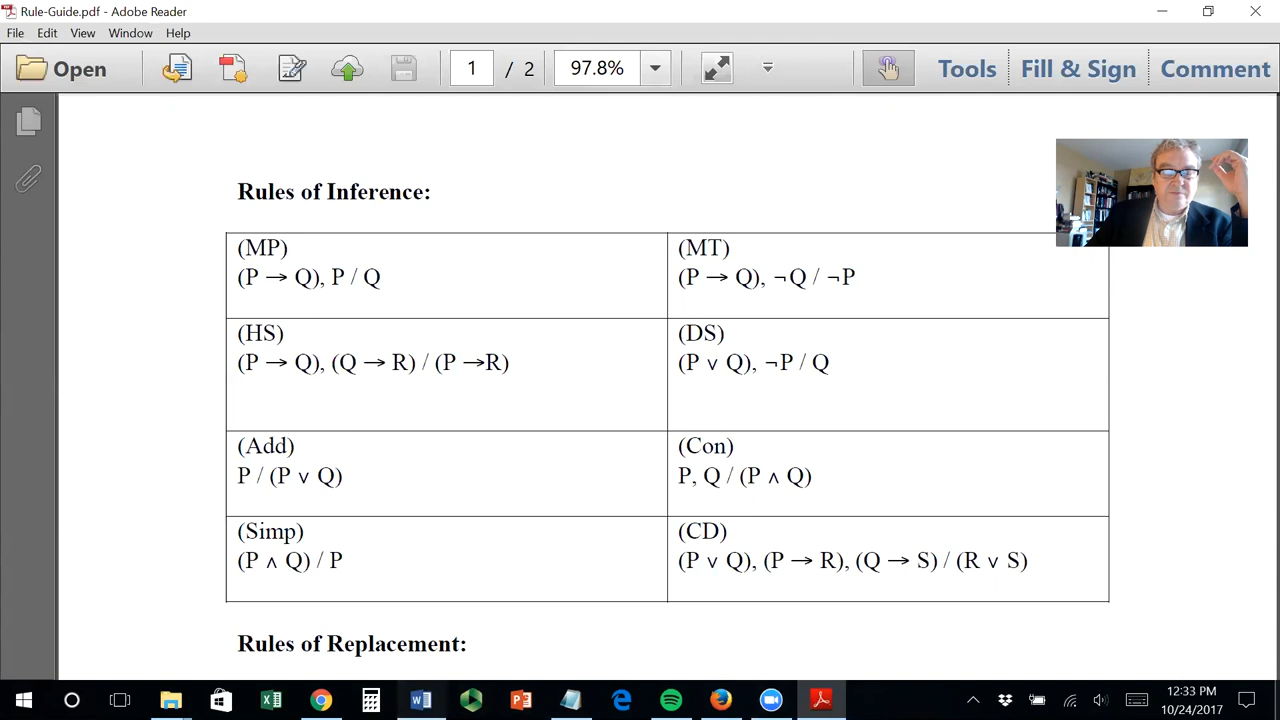 Rule-Guide.pdf - Adobe Reader
File Edit View Window Help
Open 1 / 2 97.8% Tools Fill & Sign Comment
Rules of Inference:
(MP)
(P → Q), P / Q
(MT)
(P → Q), ¬Q / ¬P
(HS)
(P → Q), (Q → R) / (P →R)
(DS)
(P ∨ Q), ¬P / Q
(Add)
P / (P ∨ Q)
(Con)
P, Q / (P ∧ Q)
(Simp)
(P ∧ Q) / P
(CD)
(P ∨ Q), (P → R), (Q → S) / (R ∨ S)
Rules of Replacement:
12:33 PM
10/24/2017